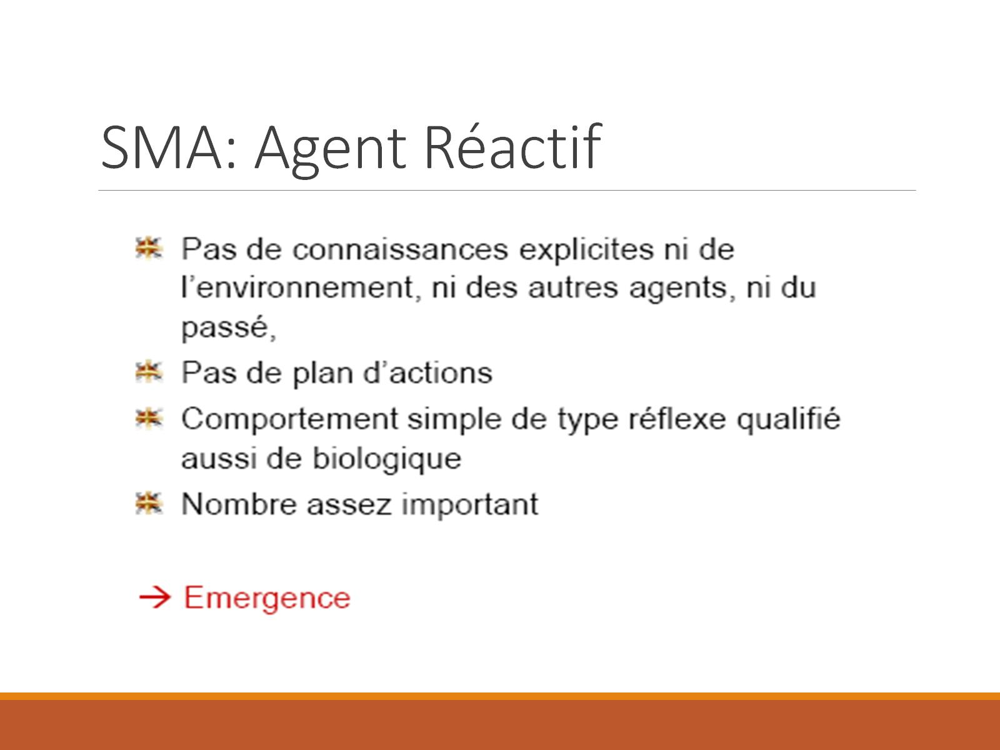 SMA: Agent Réactif
Pas de connaissances explicites ni de
l’environnement, ni des autres agents, ni du
passé,
Pas de plan d’actions
Comportement simple de type réflexe qualifié
aussi de biologique
Nombre assez important
→ Emergence